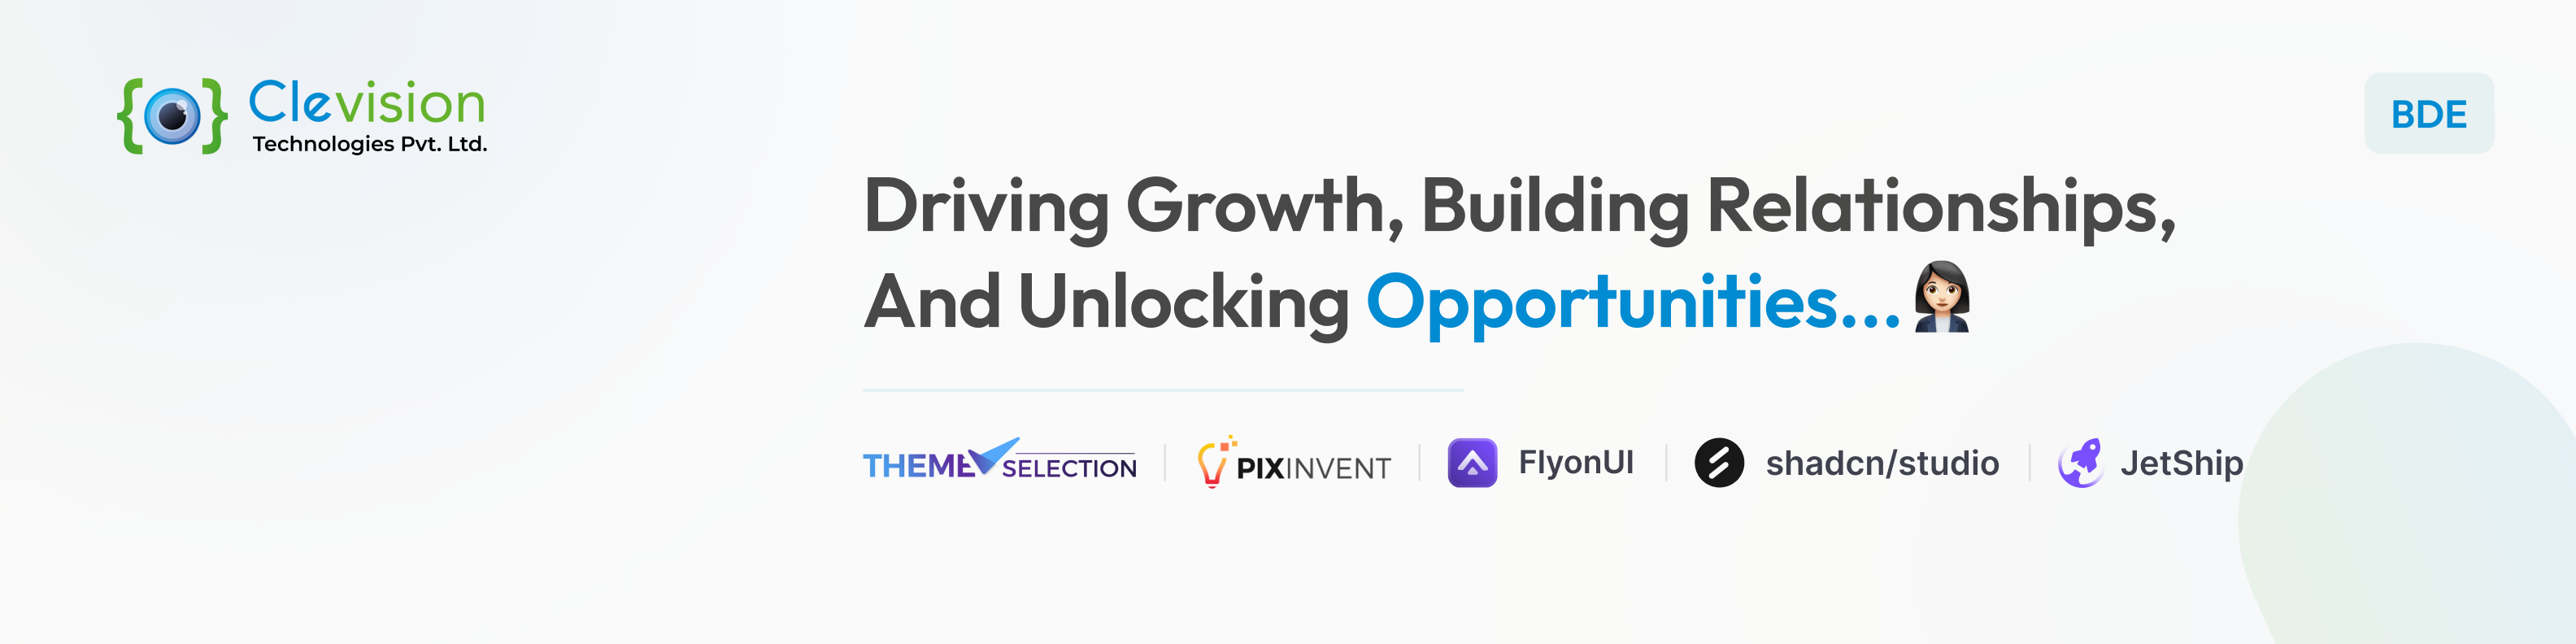 Clevision
Technologies Pvt. Ltd.
BDE
Driving Growth, Building Relationships,
And Unlocking Opportunities...
THEMESELECTION
PIXINVENT
FlyonUI
shadcn/studio
JetShip